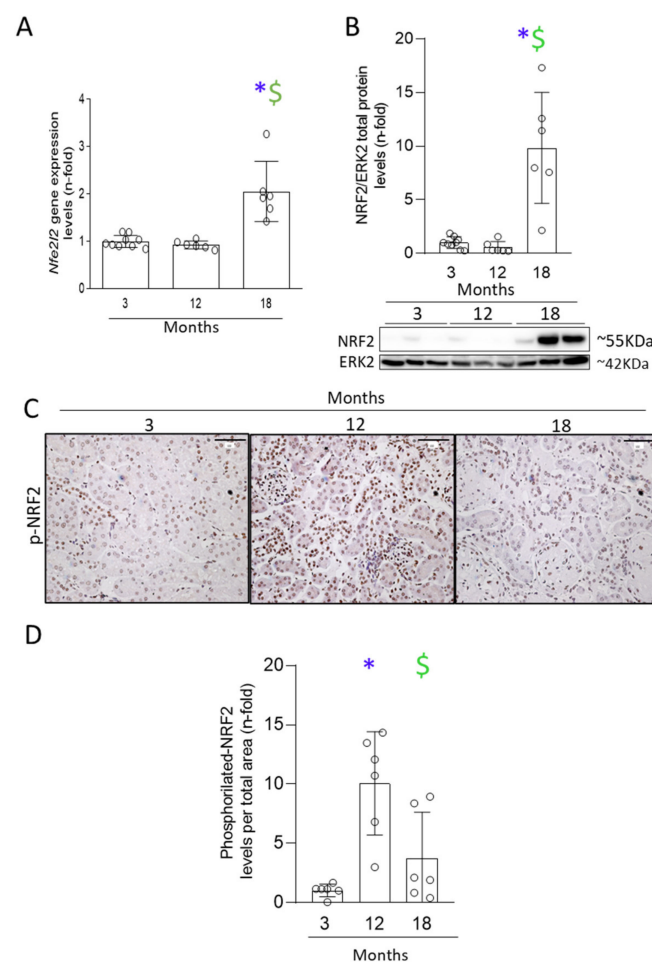 A
*$
Nfe2l2 gene expression
levels (n-fold)
4
3
2
1
0
3 12 18
Months
B
*$
NRF2/ERK2 total protein
levels (n-fold)
20
15
10
5
0
3 12 18
Months
3 12 18
NRF2 ~55KDa
ERK2 ~42KDa
C
Months
3 12 18
p-NRF2
D
* $
Phosphorilated-NRF2
levels per total area (n-fold)
20
15
10
5
0
3 12 18
Months